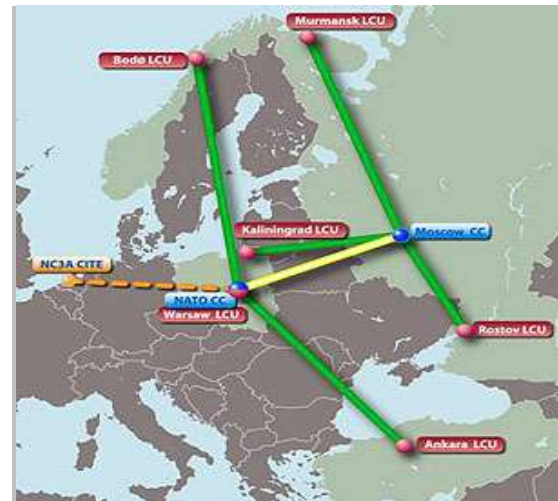 Murmansk LCU
Bodø LCU
Kaliningrad LCU
Moscow CC
NC3A CITE
NATO CC
Warsaw LCU
Rostov LCU
Ankara LCU